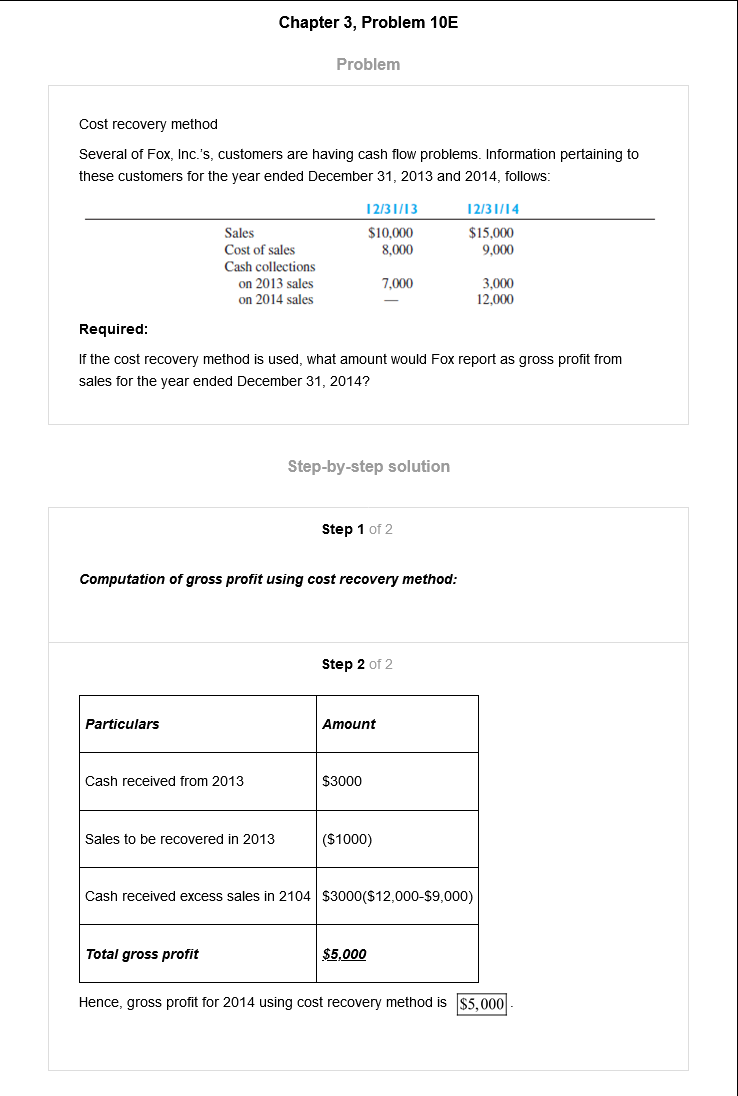 Chapter 3, Problem 10E
Problem
Cost recovery method
Several of Fox, Inc.'s, customers are having cash flow problems. Information pertaining to
these customers for the year ended December 31, 2013 and 2014, follows:
12/31/13 12/31/14
Sales $10,000 $15,000
Cost of sales 8,000 9,000
Cash collections
on 2013 sales 7,000 3,000
on 2014 sales — 12,000
Required:
If the cost recovery method is used, what amount would Fox report as gross profit from
sales for the year ended December 31, 2014?
Step-by-step solution
Step 1 of 2
Computation of gross profit using cost recovery method:
Step 2 of 2
Particulars Amount
Cash received from 2013 $3000
Sales to be recovered in 2013 ($1000)
Cash received excess sales in 2104 $3000($12,000-$9,000)
Total gross profit $5,000
Hence, gross profit for 2014 using cost recovery method is $5,000.